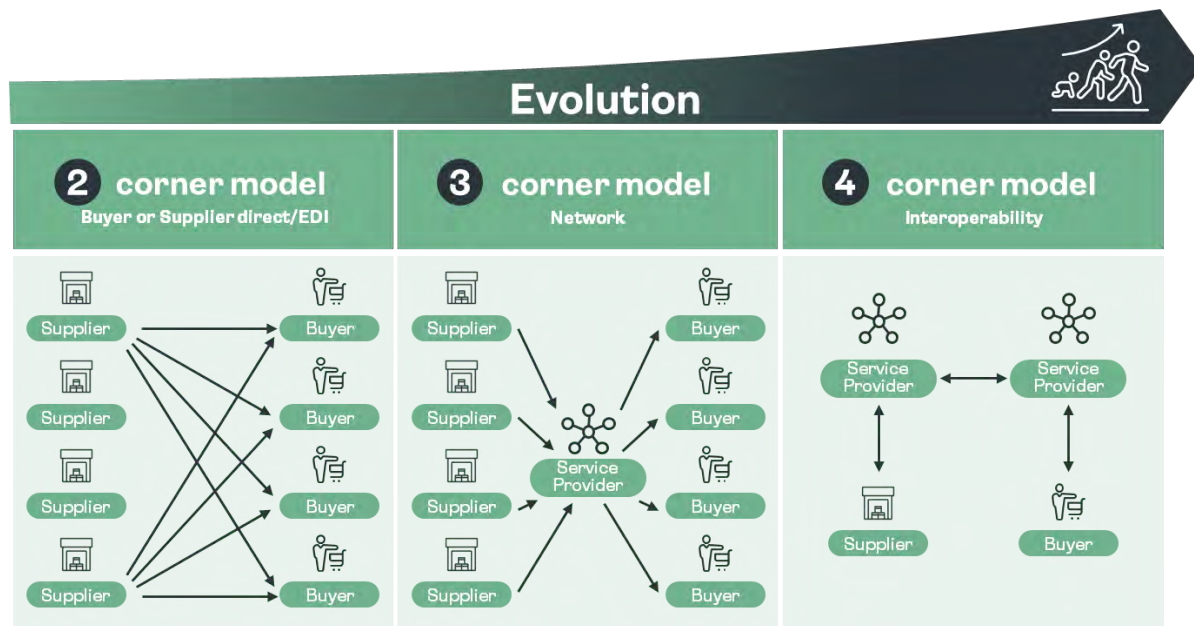 Evolution
2 corner model
Buyer or Supplier direct/EDI
3 corner model
Network
4 corner model
Interoperability
Supplier
Buyer
Supplier
Buyer
Supplier
Buyer
Supplier
Buyer
Supplier
Buyer
Supplier
Buyer
Service
Provider
Supplier
Buyer
Supplier
Buyer
Service
Provider
Service
Provider
Supplier
Buyer